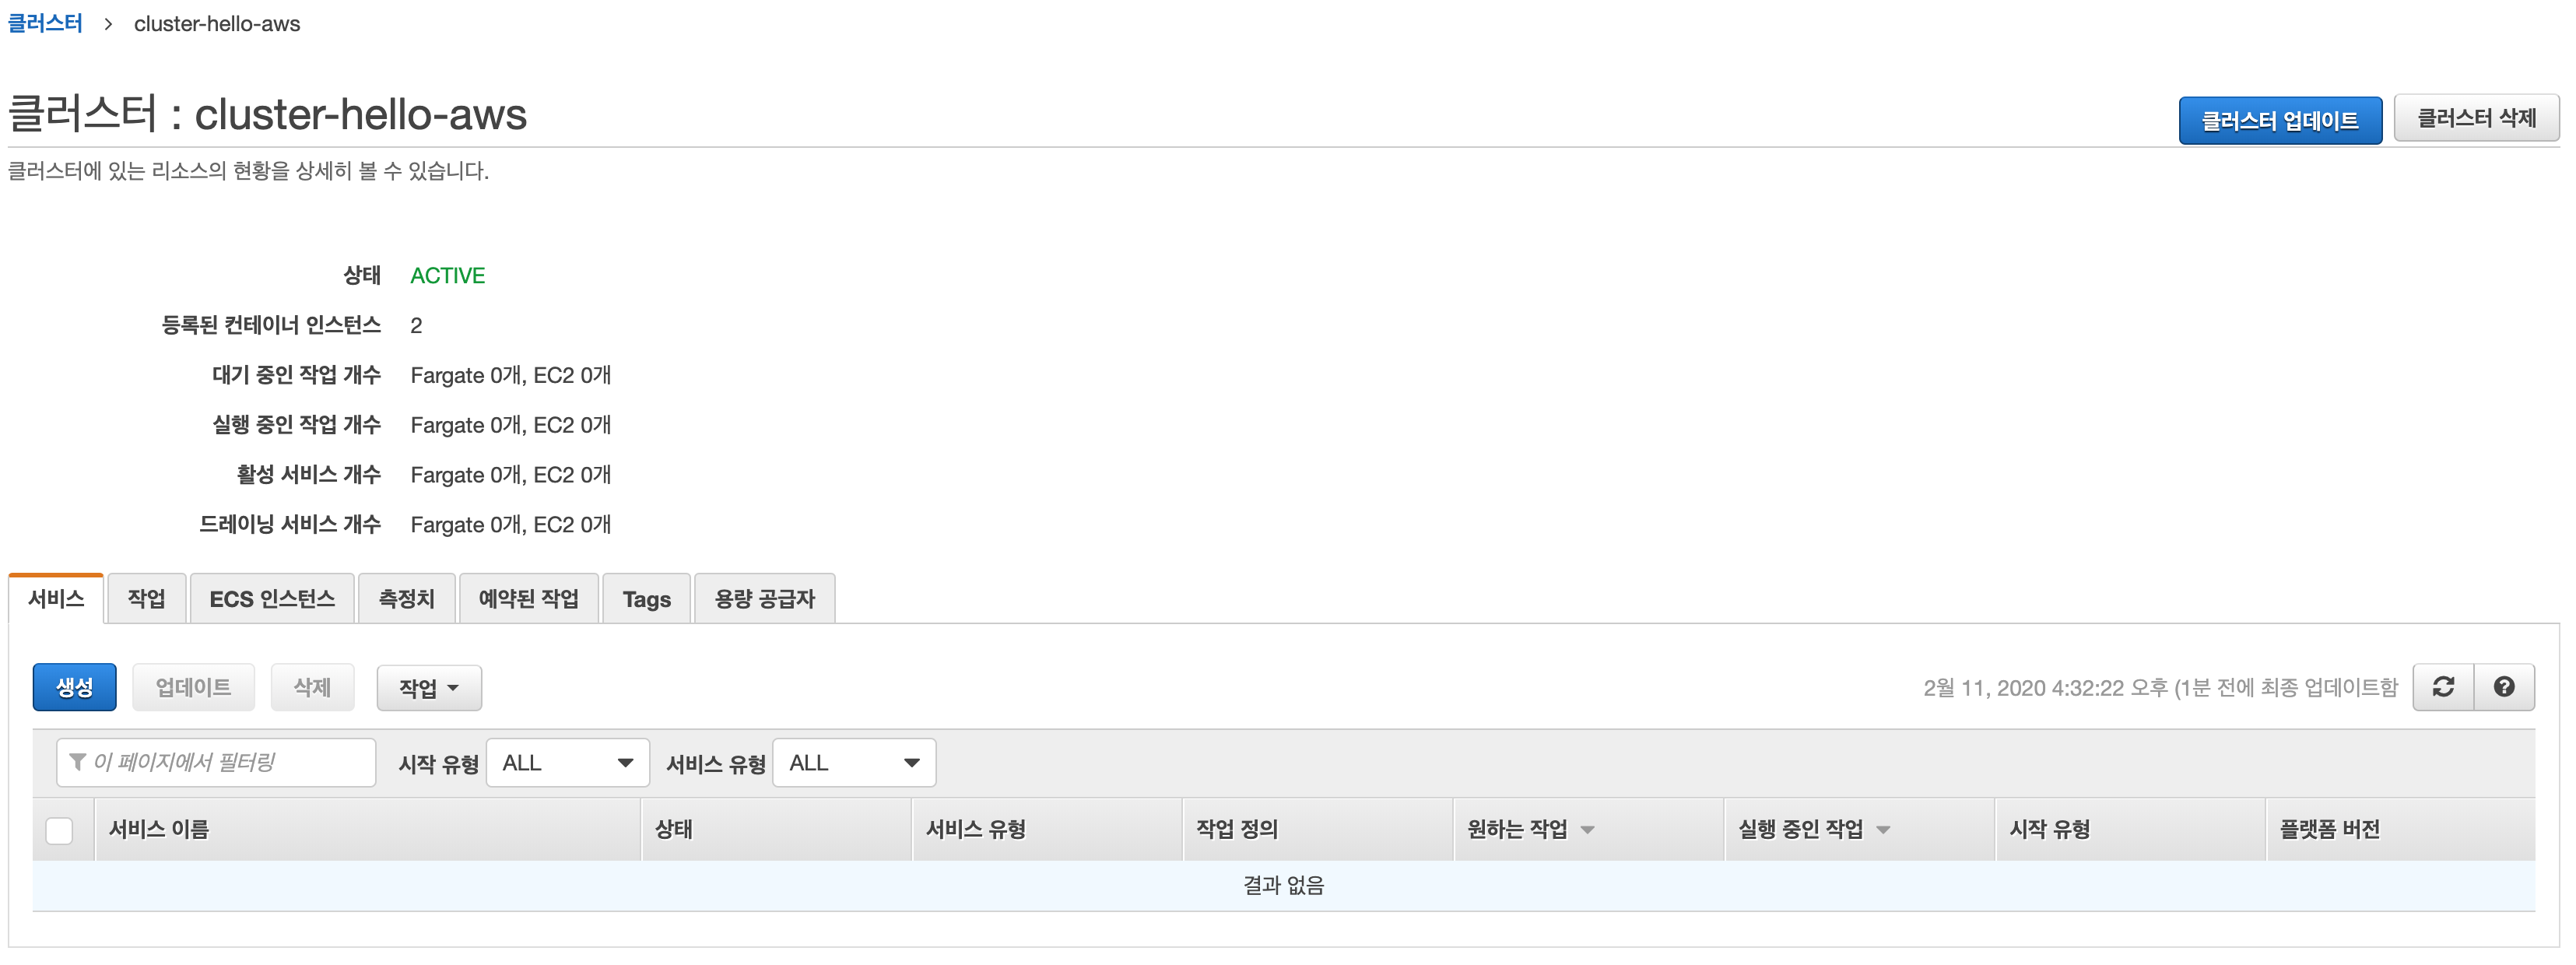 클러스터 > cluster-hello-aws
클러스터 : cluster-hello-aws
클러스터 업데이트 클러스터 삭제
클러스터에 있는 리소스의 현황을 상세히 볼 수 있습니다.
상태 ACTIVE
등록된 컨테이너 인스턴스 2
대기 중인 작업 개수 Fargate 0개, EC2 0개
실행 중인 작업 개수 Fargate 0개, EC2 0개
활성 서비스 개수 Fargate 0개, EC2 0개
드레이닝 서비스 개수 Fargate 0개, EC2 0개
서비스 작업 ECS 인스턴스 측정치 예약된 작업 Tags 용량 공급자
생성 업데이트 삭제 작업 2월 11, 2020 4:32:22 오후 (1분 전에 최종 업데이트함
이 페이지에서 필터링 시작 유형 ALL 서비스 유형 ALL
서비스 이름 상태 서비스 유형 작업 정의 원하는 작업 실행 중인 작업 시작 유형 플랫폼 버전
결과 없음